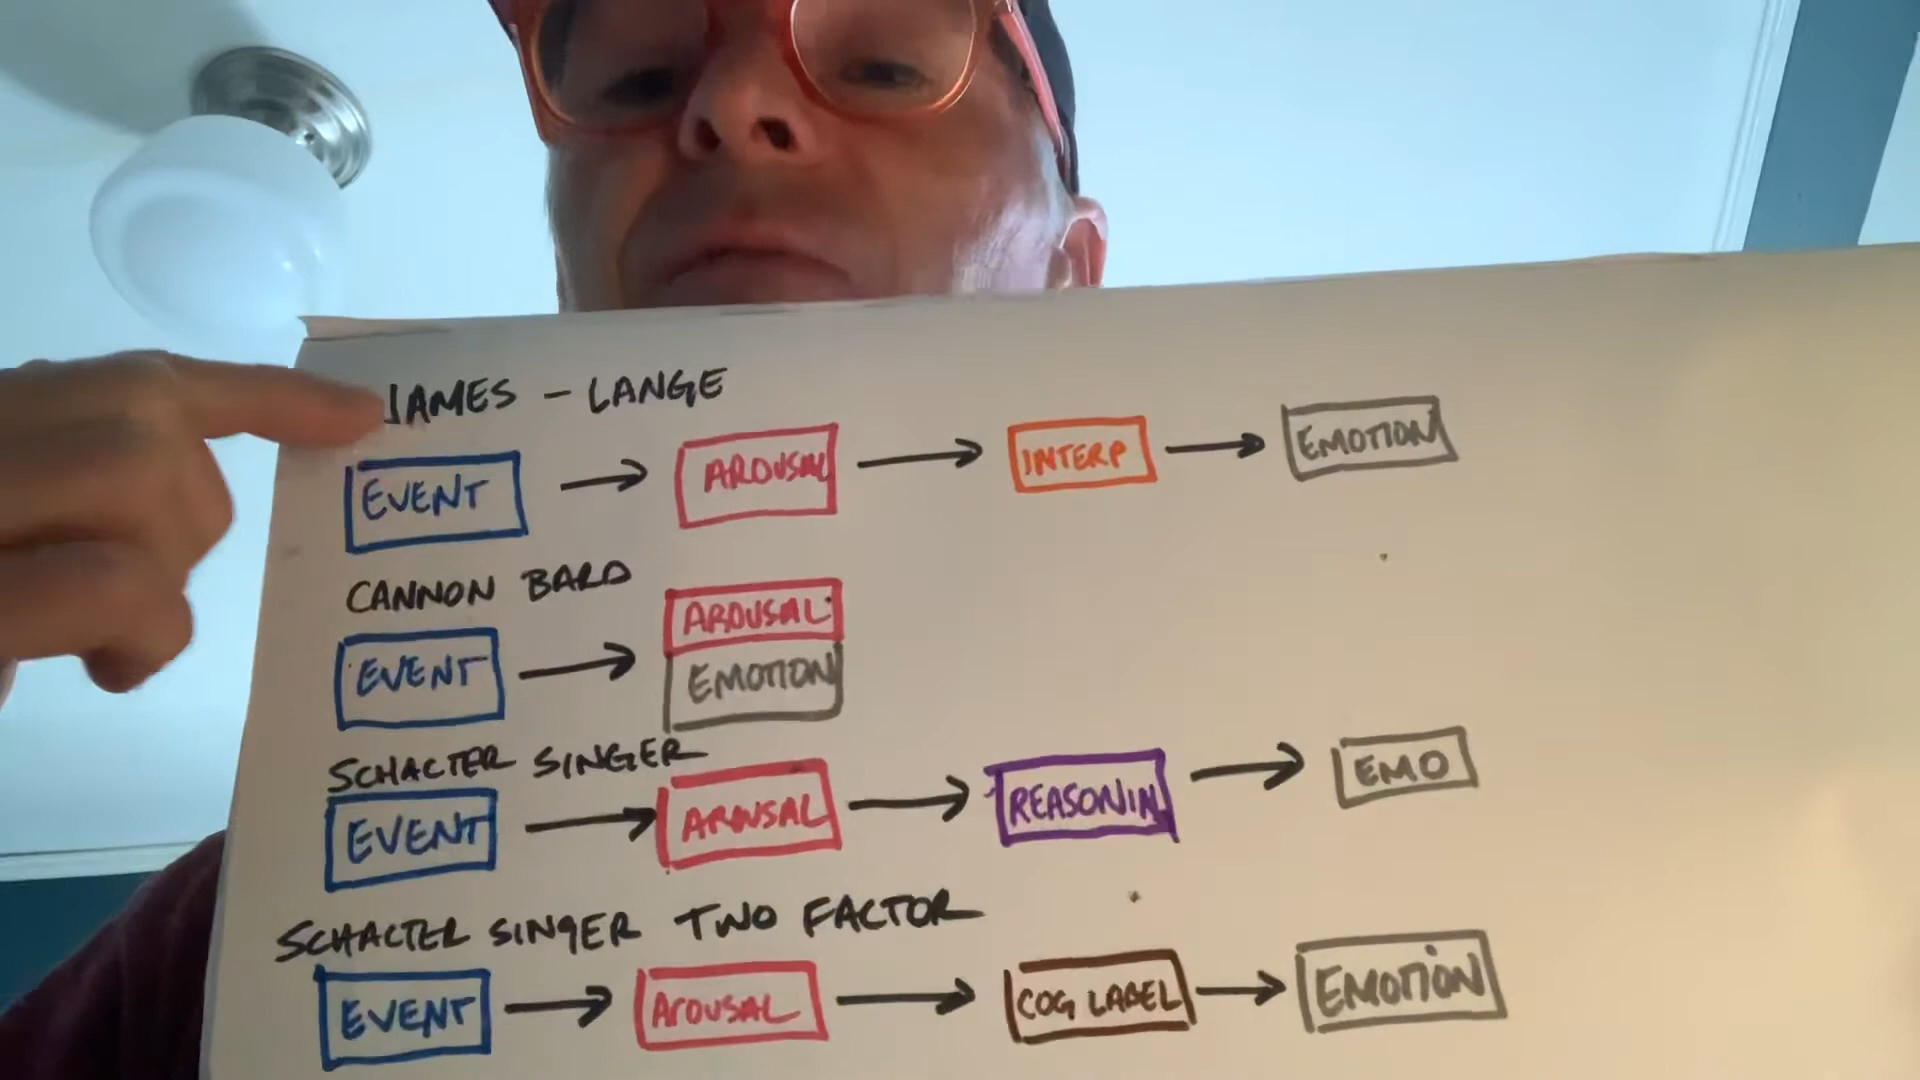 JAMES - LANGE
EVENT → AROUSAL → INTERP → EMOTION
CANNON BARD
EVENT → AROUSAL
EMOTION
SCHACTER SINGER
EVENT → AROUSAL → REASONIN → EMO
SCHACTER SINGER TWO FACTOR
EVENT → AROUSAL → COG LABEL → EMOTION